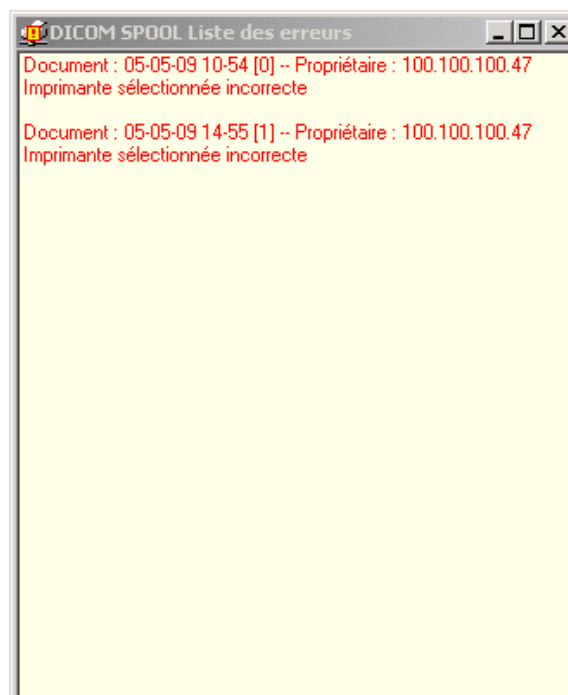 DICOM SPOOL Liste des erreurs
Document : 05-05-09 10-54 [0] -- Propriétaire : 100.100.100.47
Imprimante sélectionnée incorrecte
Document : 05-05-09 14-55 [1] -- Propriétaire : 100.100.100.47
Imprimante sélectionnée incorrecte